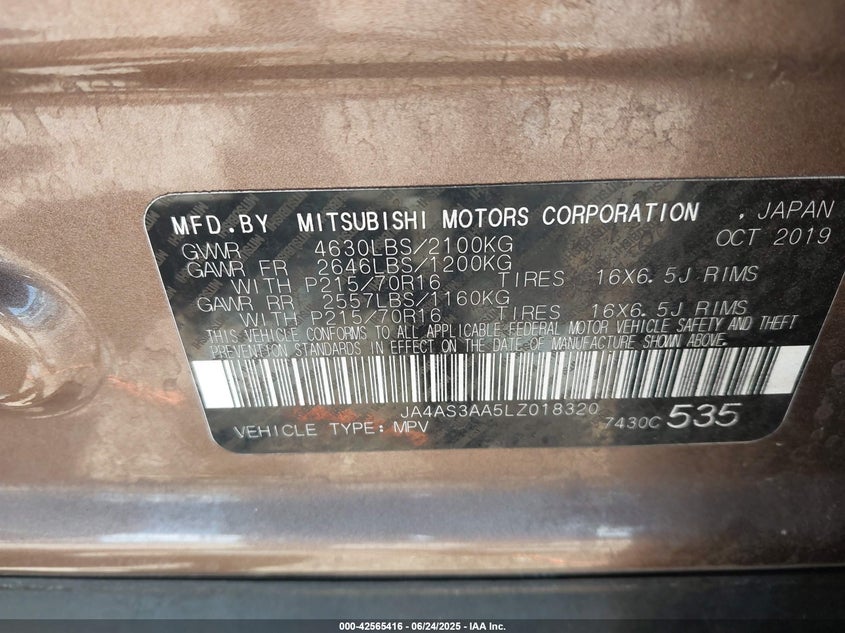 MFD.BY MITSUBISHI MOTORS CORPORATION . JAPAN
GVWR 4630LBS/2100KG OCT 2019
GAWR FR 2646LBS/1200KG
WITH P215/70R16 TIRES 16X6.5J RIMS
GAWR RR 2557LBS/1160KG
WITH P215/70R16 TIRES 16X6.5J RIMS
THIS VEHICLE CONFORMS TO ALL APPLICABLE FEDERAL MOTOR VEHICLE SAFETY AND THEFT
PREVENTION STANDARDS IN EFFECT ON THE DATE OF MANUFACTURE SHOWN ABOVE.
JA4AS3AA5LZ018320
VEHICLE TYPE: MPV 7430C 535
000-42565416 - 06/24/2025 - IAA Inc.